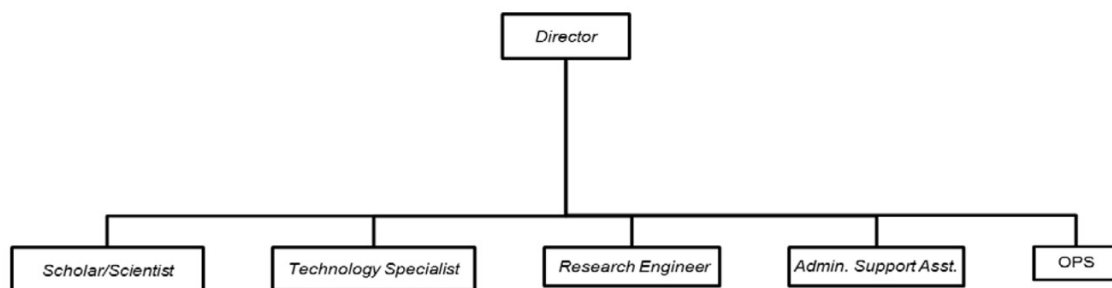 Director
Scholar/Scientist
Technology Specialist
Research Engineer
Admin. Support Asst.
OPS